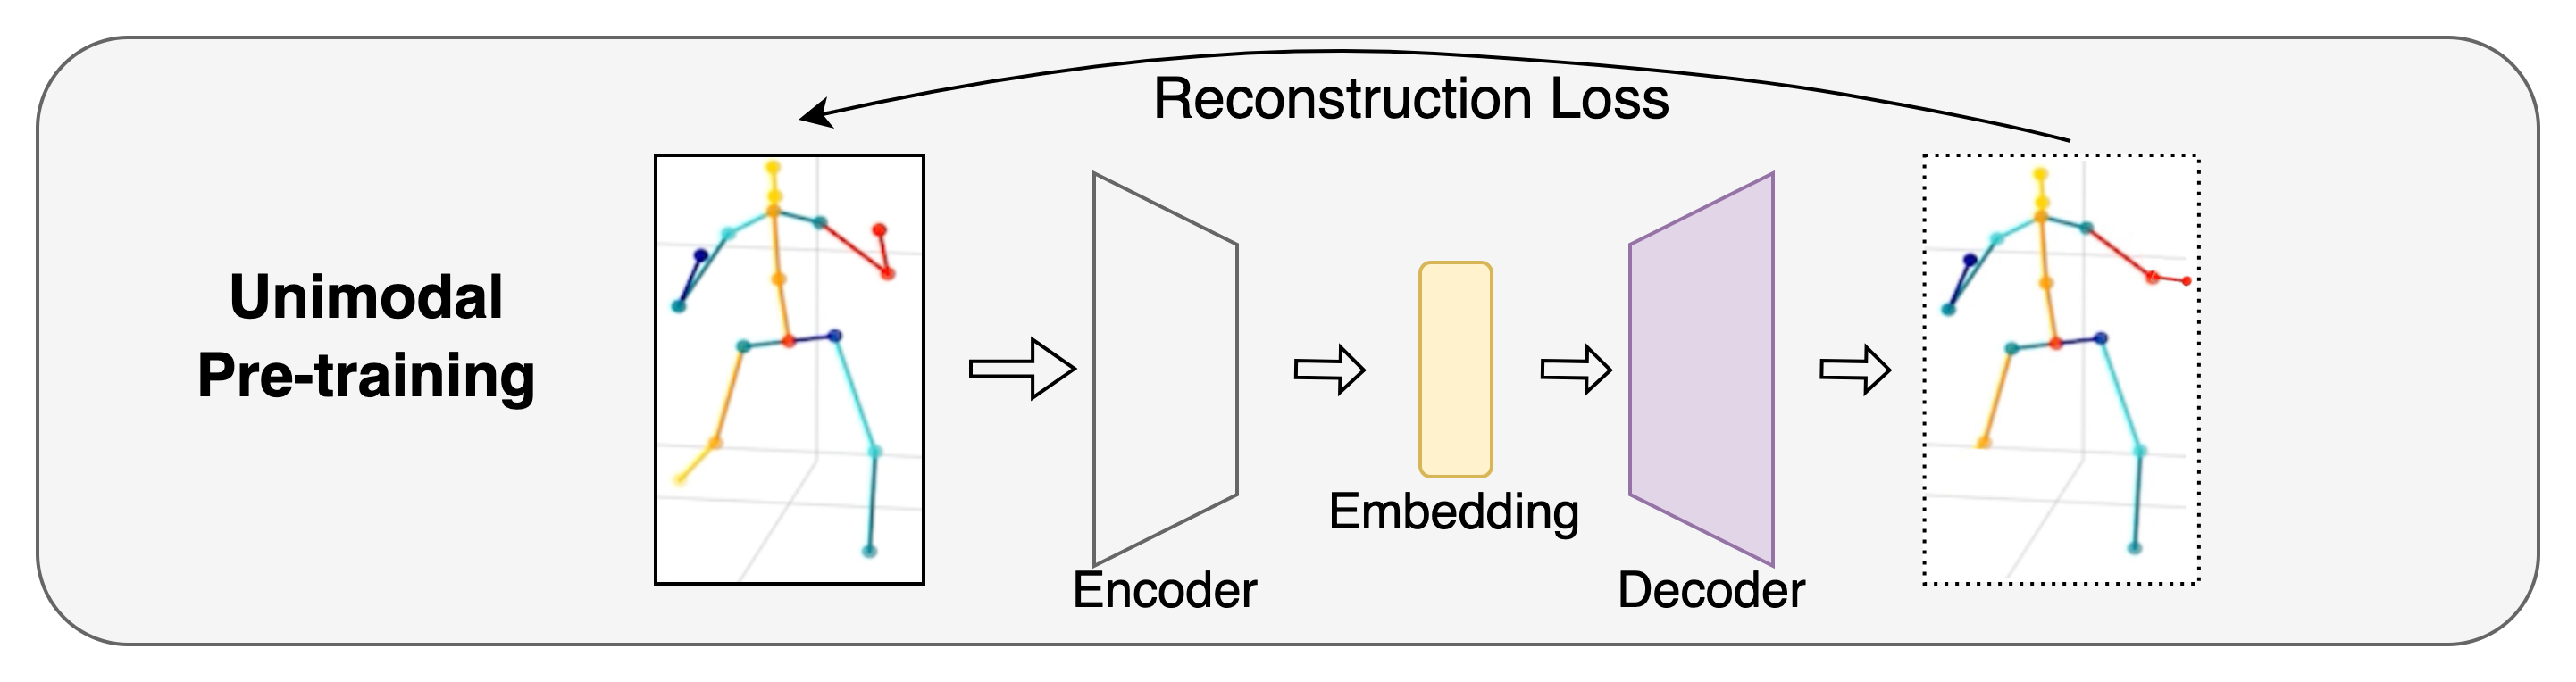 Reconstruction Loss
Unimodal
Pre-training
Embedding
Encoder
Decoder